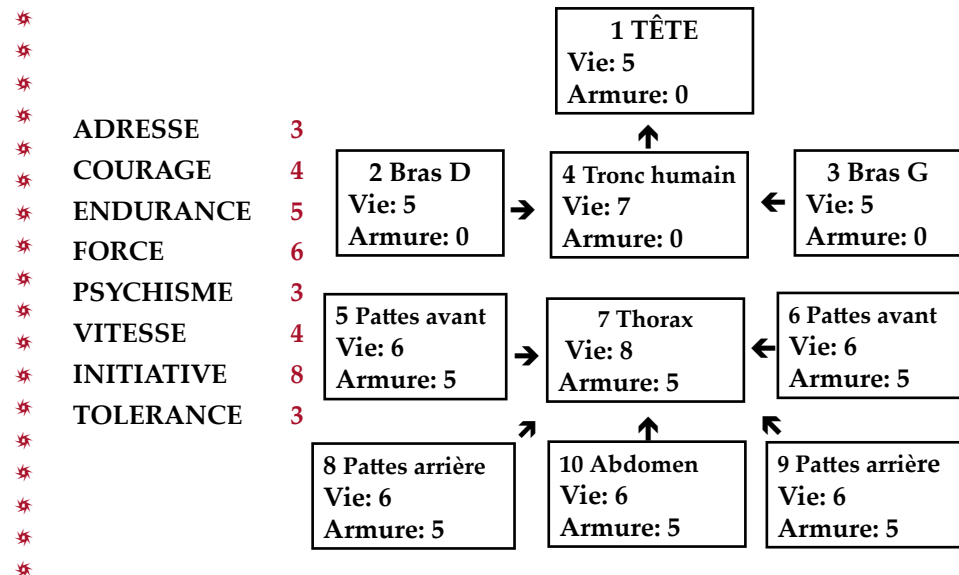 1 TÊTE
Vie: 5
Armure: 0
ADRESSE 3
COURAGE 4
ENDURANCE 5
FORCE 6
PSYCHISME 3
VITESSE 4
INITIATIVE 8
TOLERANCE 3
2 Bras D
Vie: 5
Armure: 0
4 Tronc humain
Vie: 7
Armure: 0
3 Bras G
Vie: 5
Armure: 0
5 Pattes avant
Vie: 6
Armure: 5
7 Thorax
Vie: 8
Armure: 5
6 Pattes avant
Vie: 6
Armure: 5
8 Pattes arrière
Vie: 6
Armure: 5
10 Abdomen
Vie: 6
Armure: 5
9 Pattes arrière
Vie: 6
Armure: 5